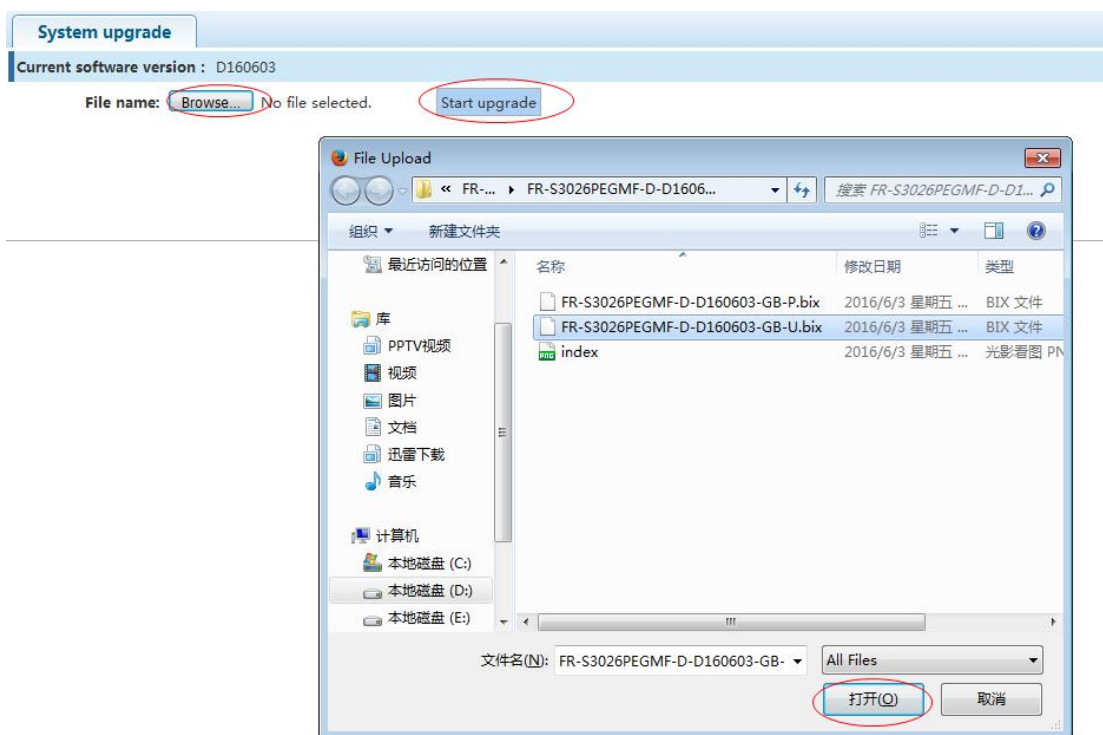 System upgrade
Current software version : D160603
File name: Browse... No file selected. Start upgrade
File Upload
« FR-... ▸ FR-S3026PEGMF-D-D1606... 搜索 FR-S3026PEGMF-D-D1...
组织 新建文件夹
最近访问的位置 名称 修改日期 类型
FR-S3026PEGMF-D-D160603-GB-P.bix 2016/6/3 星期五 ... BIX 文件
库 FR-S3026PEGMF-D-D160603-GB-U.bix 2016/6/3 星期五 ... BIX 文件
PPTV视频 index 2016/6/3 星期五 ... 光影看图 PN
视频
图片
文档
迅雷下载
音乐
计算机
本地磁盘 (C:)
本地磁盘 (D:)
本地磁盘 (E:)
文件名(N): FR-S3026PEGMF-D-D160603-GB- All Files
打开(O) 取消